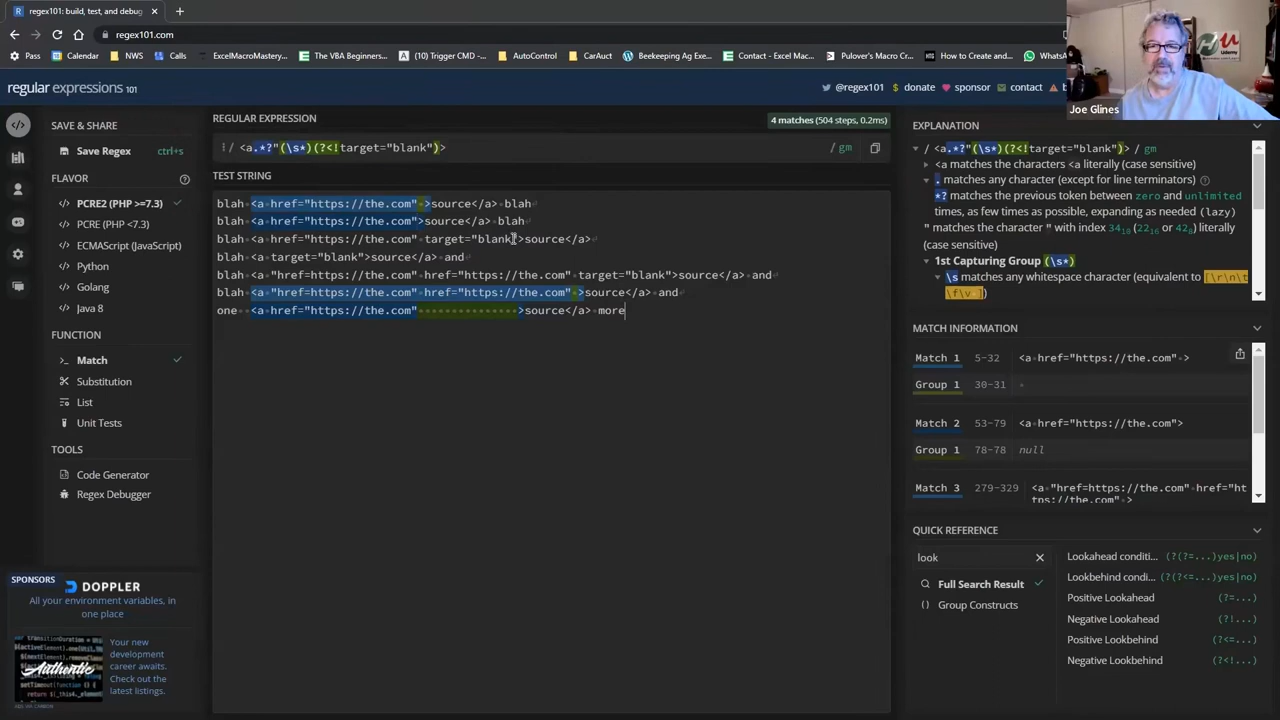 regex101: build, test, and debug
regex101.com
Pass
Calendar
NWS
Calls
ExcelMacroMastery...
The VBA Beginners...
(10) Trigger CMD -...
AutoControl
CarAuct
Beekeeping Ag Exe...
Contact - Excel Mac...
Pulover's Macro Cr...
How to Create and...
WhatsA
regular expressions 101
@regex101
donate
sponsor
contact
Joe Glines
SAVE & SHARE
Save Regex
ctrl+s
FLAVOR
PCRE2 (PHP >=7.3)
PCRE (PHP <7.3)
ECMAScript (JavaScript)
Python
Golang
Java 8
FUNCTION
Match
Substitution
List
Unit Tests
TOOLS
Code Generator
Regex Debugger
SPONSORS
DOPPLER
All your environment variables, in
one place
Authentic
Your new
development
career awaits.
Check out the
latest listings.
REGULAR EXPRESSION
4 matches (504 steps, 0.2ms)
/ <a.*?"(\s*)(?<!target="blank")>
/ gm
TEST STRING
blah <a href="https://the.com" >source</a> blah
blah <a href="https://the.com">source</a> blah
blah <a href="https://the.com" target="blank">source</a>
blah <a target="blank">source</a> and
blah <a "href=https://the.com" href="https://the.com" target="blank">source</a> and
blah <a "href=https://the.com" href="https://the.com" >source</a> and
one  <a href="https://the.com"               >source</a> more
EXPLANATION
/ <a.*?"(\s*)(?<!target="blank")> / gm
<a matches the characters <a literally (case sensitive)
. matches any character (except for line terminators)
*? matches the previous token between zero and unlimited
times, as few times as possible, expanding as needed (lazy)
" matches the character " with index 34₁₀ (22₁₆ or 42₈) literally
(case sensitive)
1st Capturing Group (\s*)
\s matches any whitespace character (equivalent to [\r\n\t
\f\v ])
MATCH INFORMATION
Match 1
5-32
<a href="https://the.com" >
Group 1
30-31
Match 2
53-79
<a href="https://the.com">
Group 1
78-78
null
Match 3
279-329
<a "href=https://the.com" href="ht
tps://the.com" >
QUICK REFERENCE
look
Full Search Result
Group Constructs
Lookahead conditi...
(?(?=...)yes|no)
Lookbehind condi...
(?(?<=...)yes|no)
Positive Lookahead
(?=...)
Negative Lookahead
(?!...)
Positive Lookbehind
(?<=...)
Negative Lookbehind
(?<!...)